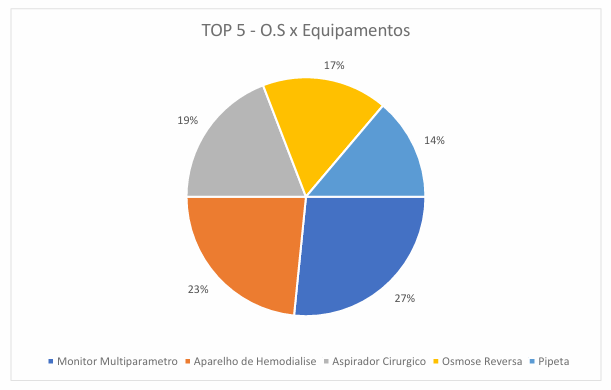 TOP 5 - O.S x Equipamentos
17%
19%
14%
23%
27%
Monitor Multiparametro Aparelho de Hemodialise Aspirador Cirurgico Osmose Reversa Pipeta